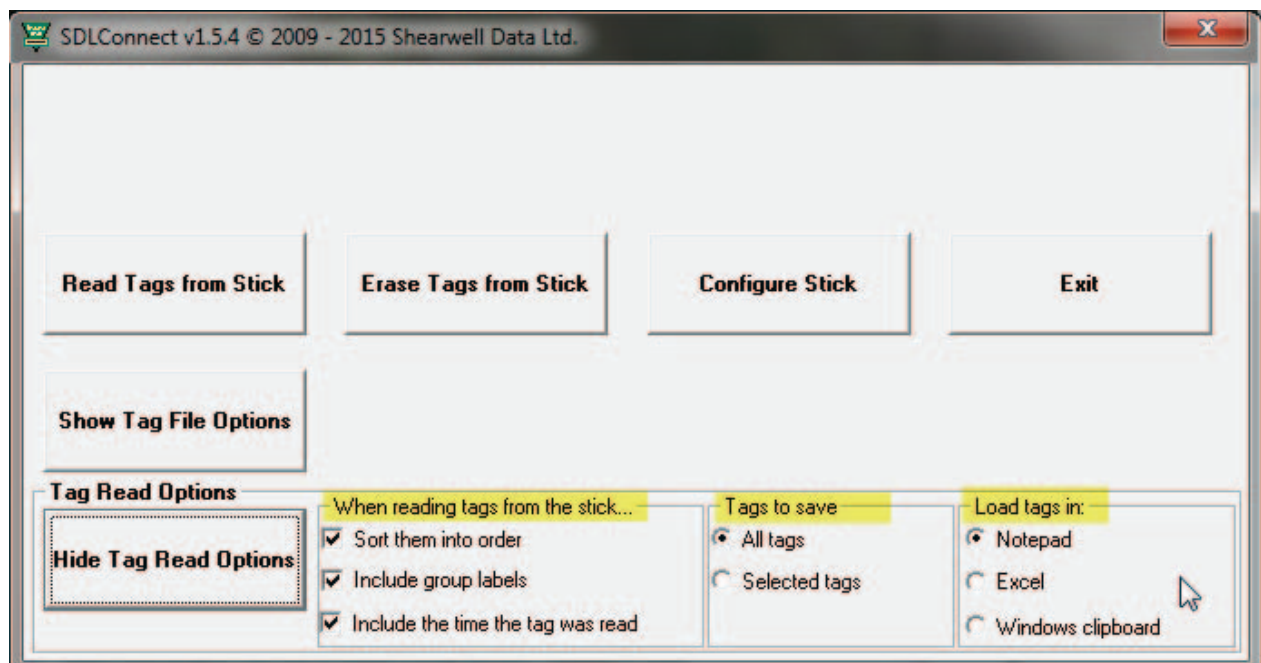 SDLConnect v1.5.4 © 2009 - 2015 Shearwell Data Ltd.
Read Tags from Stick
Erase Tags from Stick
Configure Stick
Exit
Show Tag File Options
Tag Read Options
Hide Tag Read Options
When reading tags from the stick...
Sort them into order
Include group labels
Include the time the tag was read
Tags to save
All tags
Selected tags
Load tags in:
Notepad
Excel
Windows clipboard